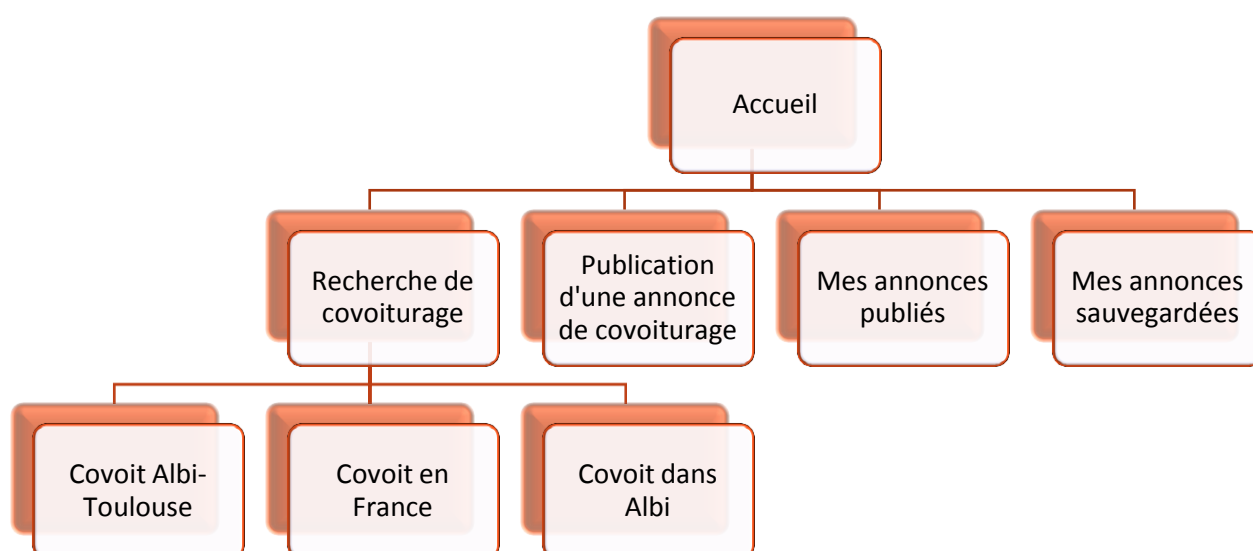 Accueil
Recherche de
covoiturage
Publication
d'une annonce
de covoiturage
Mes annonces
publiés
Mes annonces
sauvegardées
Covoit Albi-
Toulouse
Covoit en
France
Covoit dans
Albi